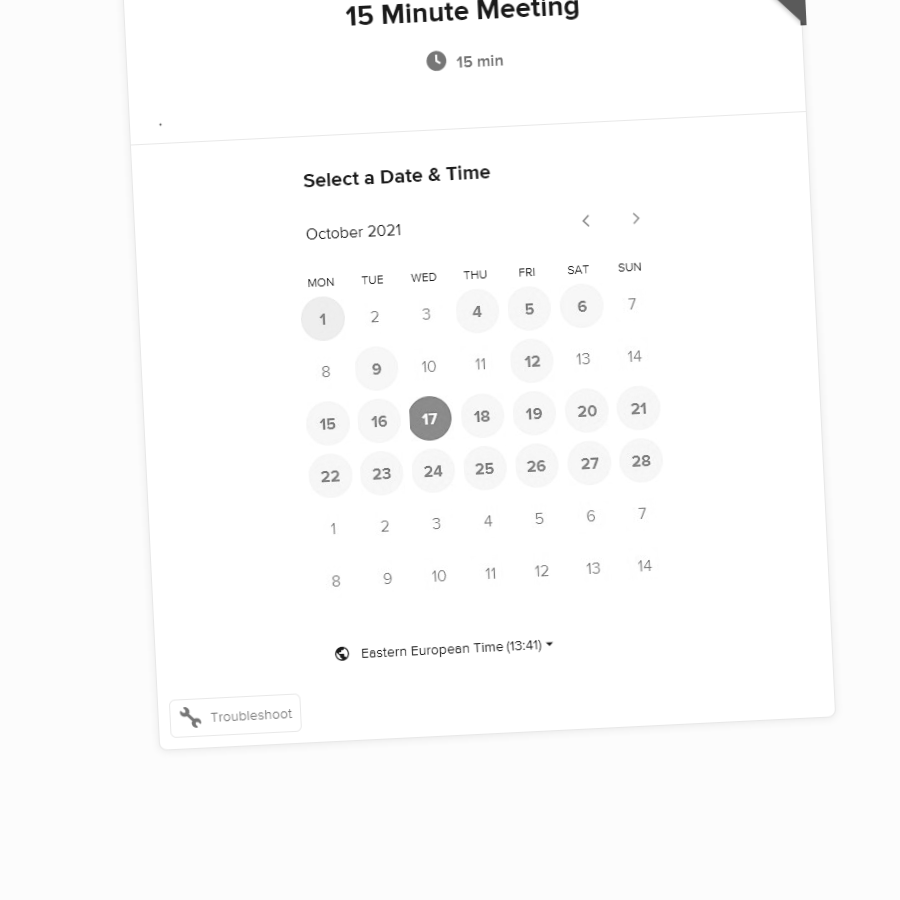 15 Minute Meeting
15 min
.
Select a Date & Time
October 2021
MON TUE WED THU FRI SAT SUN
1 2 3 4 5 6 7
8 9 10 11 12 13 14
15 16 17 18 19 20 21
22 23 24 25 26 27 28
1 2 3 4 5 6 7
8 9 10 11 12 13 14
Eastern European Time (13:41)
Troubleshoot